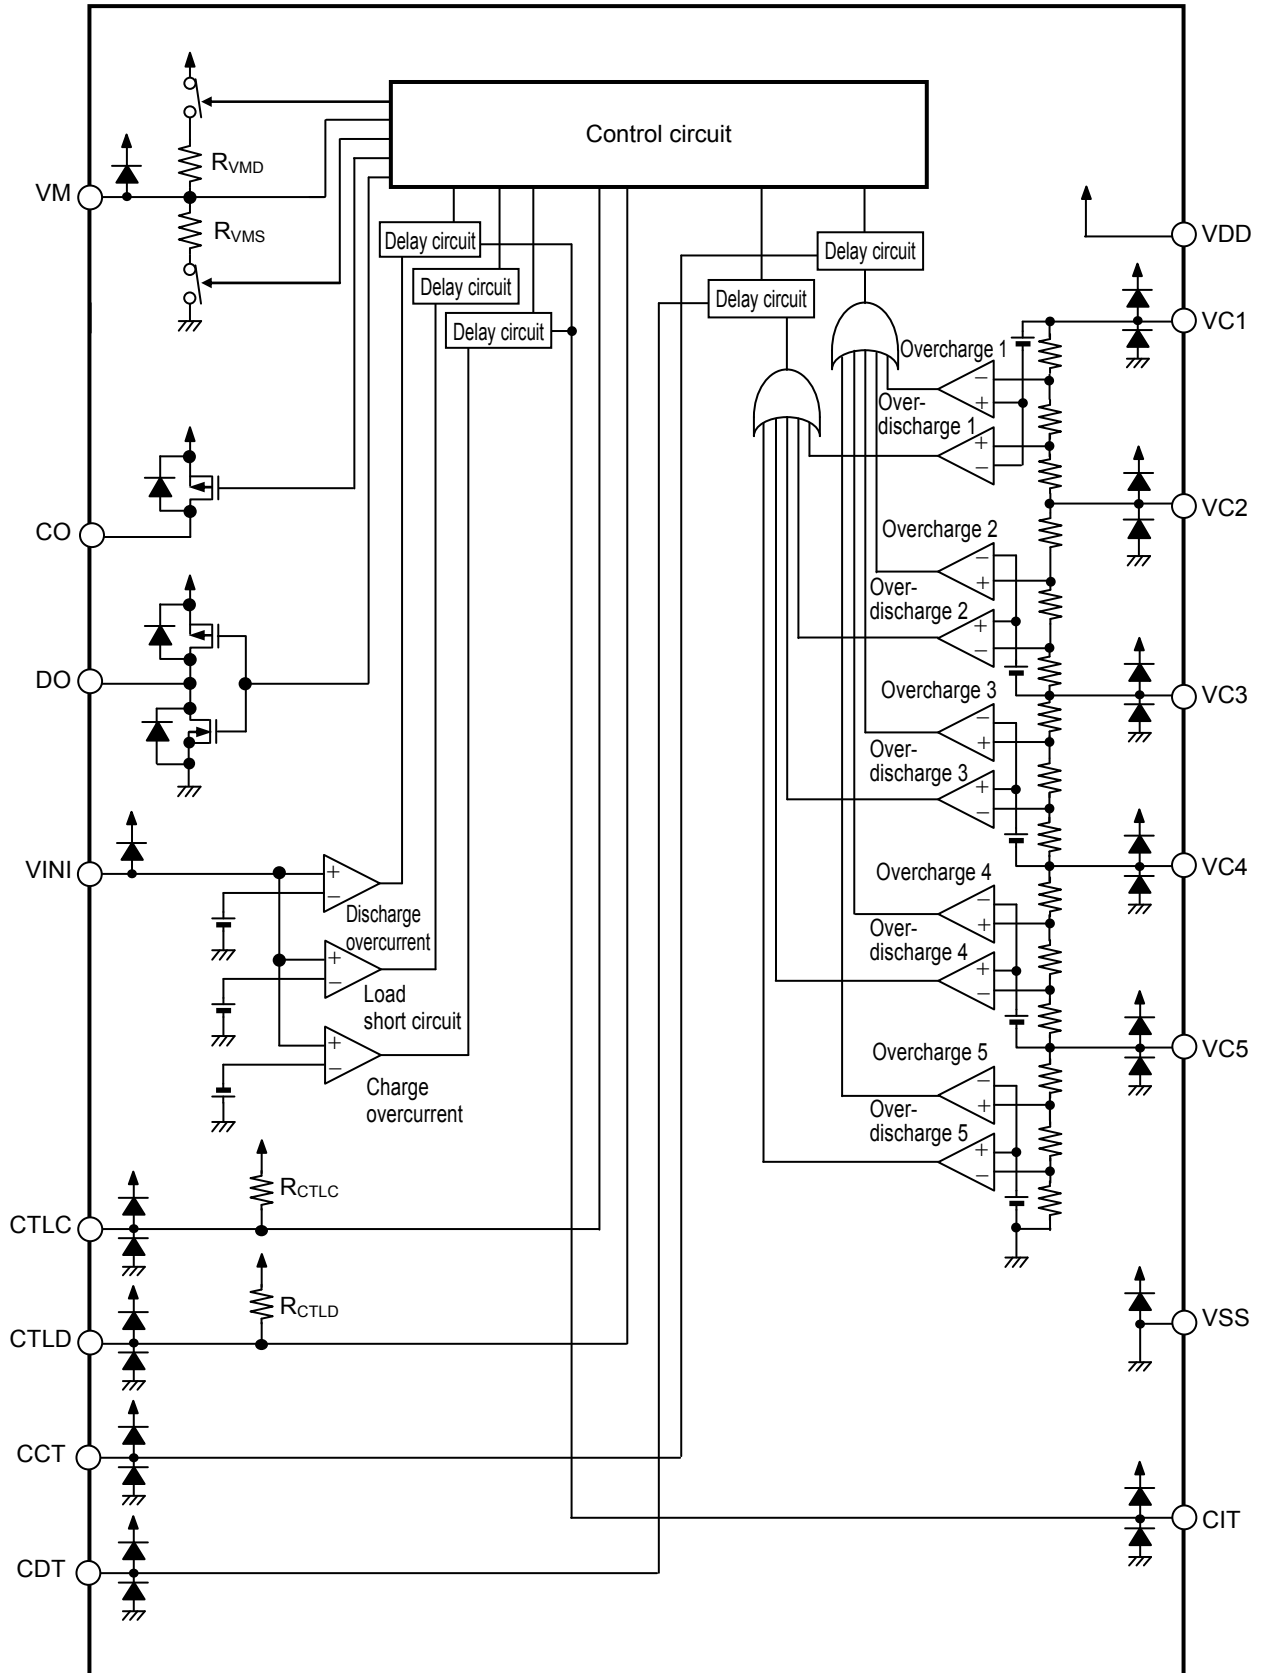 Control circuit
RVMD
VM
RVMS
Delay circuit
Delay circuit
Delay circuit
Delay circuit
Delay circuit
VDD
VC1
Overcharge 1
−
+
Over-
discharge 1
+
−
VC2
CO
Overcharge 2
−
+
Over-
discharge 2
+
−
DO
VC3
Overcharge 3
−
+
Over-
discharge 3
+
−
VINI
+
−
Discharge
overcurrent
VC4
Overcharge 4
−
+
Over-
discharge 4
+
−
+
−
Load
short circuit
VC5
+
−
Charge
overcurrent
Overcharge 5
−
+
Over-
discharge 5
+
−
RCTLC
CTLC
RCTLD
CTLD
VSS
CCT
CIT
CDT